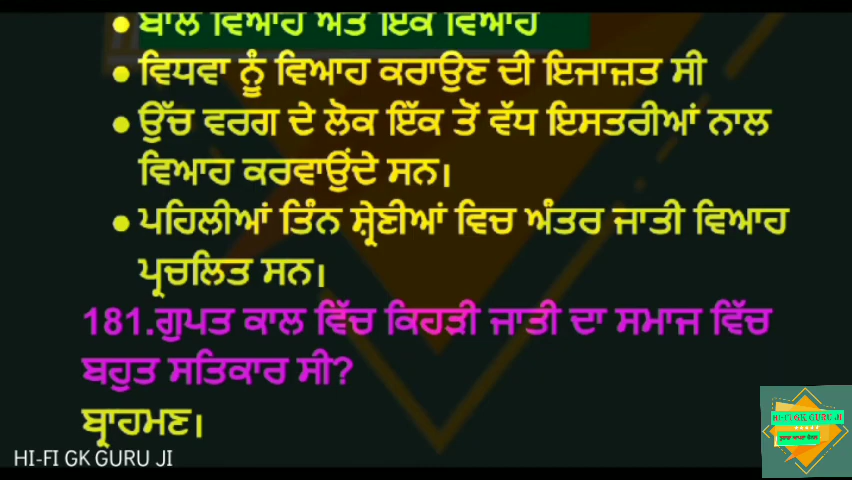 • ਬਾਲ ਵਿਆਹ ਅਤੇ ਇੱਕ ਵਿਆਹ
• ਵਿਧਵਾ ਨੂੰ ਵਿਆਹ ਕਰਾਉਣ ਦੀ ਇਜਾਜ਼ਤ ਸੀ
• ਉੱਚ ਵਰਗ ਦੇ ਲੋਕ ਇੱਕ ਤੋਂ ਵੱਧ ਇਸਤਰੀਆਂ ਨਾਲ
ਵਿਆਹ ਕਰਵਾਉਂਦੇ ਸਨ।
• ਪਹਿਲੀਆਂ ਤਿੰਨ ਸ਼੍ਰੇਣੀਆਂ ਵਿਚ ਅੰਤਰ ਜਾਤੀ ਵਿਆਹ
ਪ੍ਰਚਲਿਤ ਸਨ।
181.ਗੁਪਤ ਕਾਲ ਵਿੱਚ ਕਿਹੜੀ ਜਾਤੀ ਦਾ ਸਮਾਜ ਵਿੱਚ
ਬਹੁਤ ਸਤਿਕਾਰ ਸੀ?
ਬ੍ਰਾਹਮਣ।
HI-FI GK GURU JI
HI-FI GK GURU JI